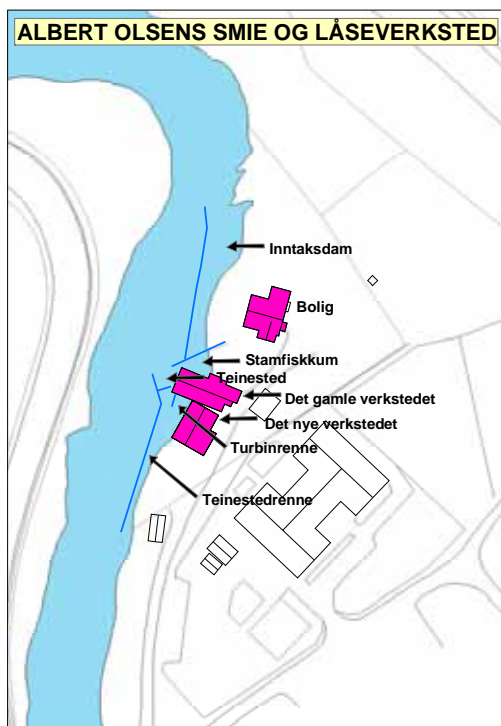 ALBERT OLSENS SMIE OG LÅSEVERKSTED
Inntaksdam
Bolig
Stamfiskkum
Teinested
Det gamle verkstedet
Det nye verkstedet
Turbinrenne
Teinestedrenne